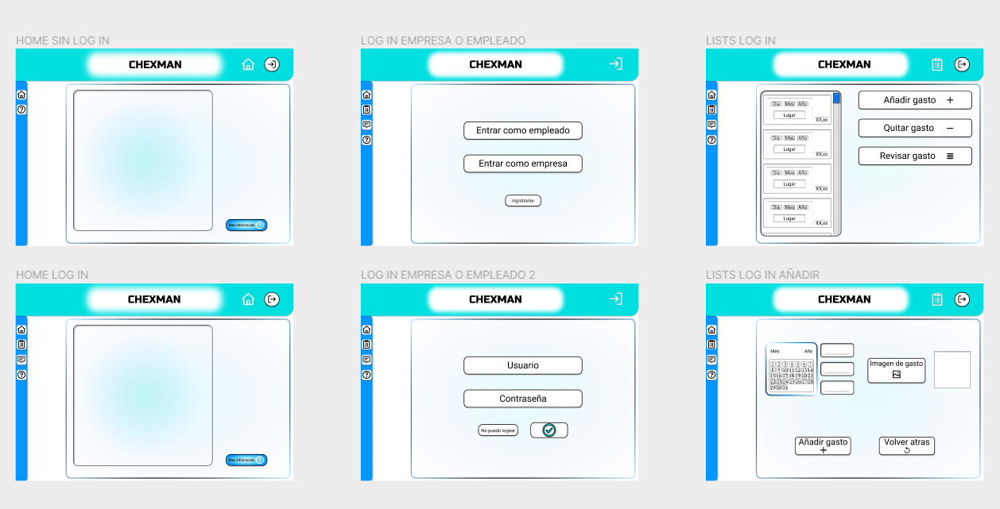 HOME SIN LOG IN
CHEXMAN
Mas información
LOG IN EMPRESA O EMPLEADO
CHEXMAN
Entrar como empleado
Entrar como empresa
registrarse
LISTS LOG IN
CHEXMAN
Dia Mes Año
Lugar
XX,xx
Dia Mes Año
Lugar
XX,xx
Dia Mes Año
Lugar
XX,xx
Dia Mes Año
Lugar
XX,xx
Añadir gasto
Quitar gasto
Revisar gasto
HOME LOG IN
CHEXMAN
Mas información
LOG IN EMPRESA O EMPLEADO 2
CHEXMAN
Usuario
Contraseña
No puedo logear
LISTS LOG IN AÑADIR
CHEXMAN
Mes Año
1 2 3 4 5 6 7
8 9 10 11 12 13 14
15 16 17 18 19 20 21
22 23 24 25 26 27 28
29 30 31
Imagen de gasto
Añadir gasto
Volver atras